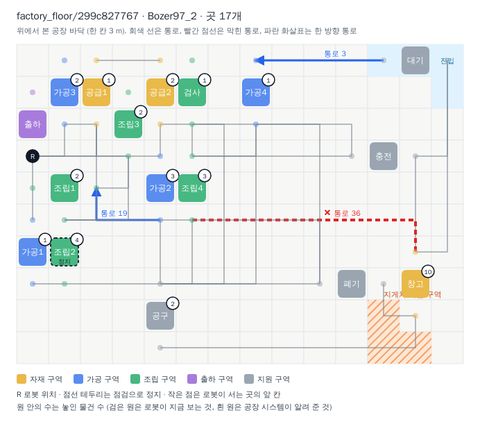 factory_floor/299c827767 · Bozer97_2 · 곳 17개
위에서 본 공장 바닥 (한 칸 3 m). 회색 선은 통로, 빨간 점선은 막힌 통로, 파란 화살표는 한 방향 통로
통로 3
대기
2
가공3
1
공급1
2
공급2
1
검사
1
가공4
출하
2
조립3
R
충전
2
조립1
3
가공2
3
조립4
통로 19
✕ 통로 36
1
가공1
4
조립2
정지
10
창고
폐기
구역
2
공구
자재 구역
가공 구역
조립 구역
출하 구역
지원 구역
R 로봇 위치 · 점선 테두리는 점검으로 정지 · 작은 점은 로봇이 서는 곳의 앞 칸
원 안의 수는 놓인 물건 수 (검은 원은 로봇이 지금 보는 것, 흰 원은 공장 시스템이 알려 준 것)